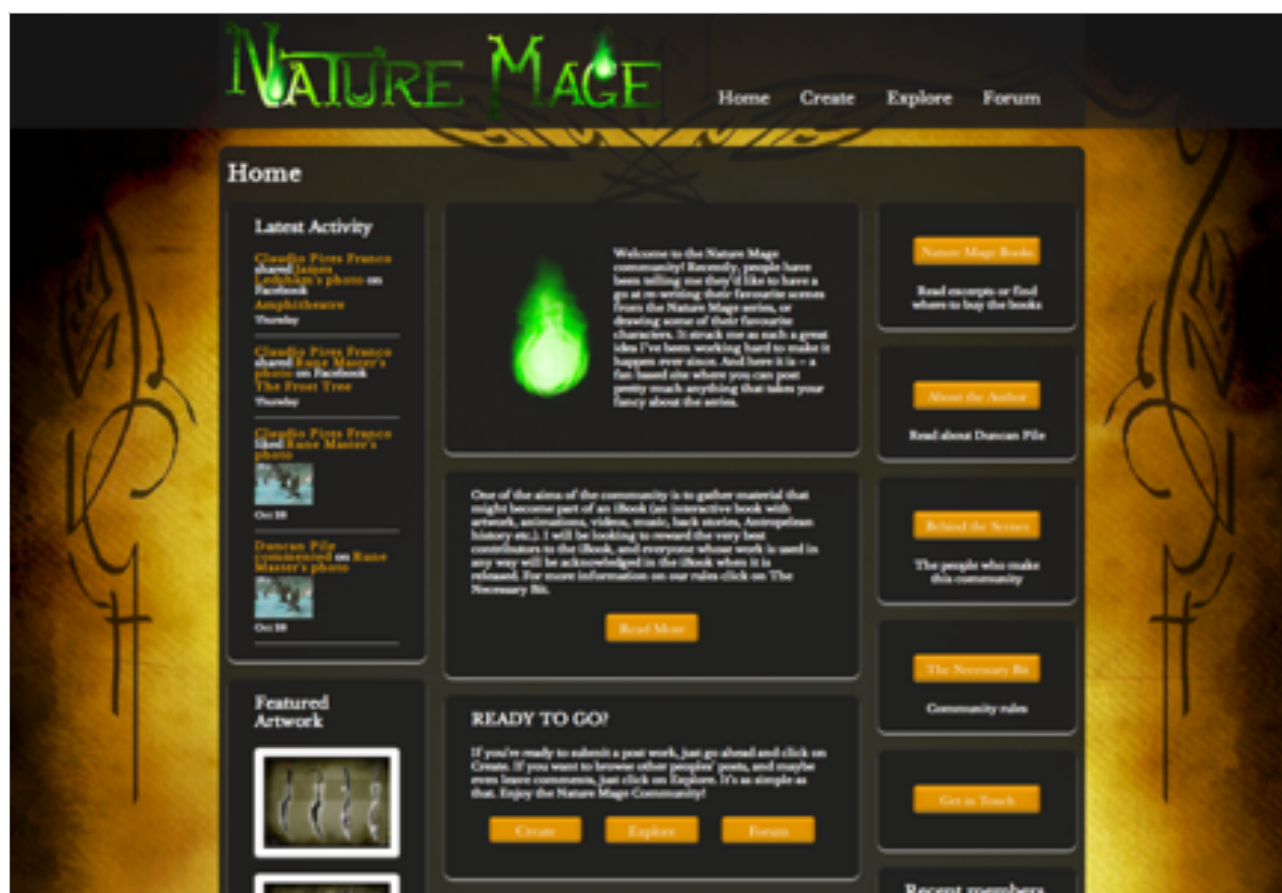 NATURE MAGE
Home Create Explore Forum
Home
Latest Activity
Claudio Pires Franco
shared James
Ledsham's photo on
Facebook
Amphitheatre
Thursday
Claudio Pires Franco
shared Rune Master's
photo on Facebook
The Frost Tree
Thursday
Claudio Pires Franco
liked Rune Master's
photo
Oct 28
Duncan Pile
commented on Rune
Master's photo
Oct 28
Featured
Artwork
Welcome to the Nature Mage
community! Recently, people have
been telling me they'd like to have a
go at re-writing their favourite scenes
from the Nature Mage series, or
drawing some of their favourite
characters. It struck me as such a great
idea I've been working hard to make it
happen ever since. And here it is – a
fan based site where you can post
pretty much anything that takes your
fancy about the series.
One of the aims of the community is to gather material that
might become part of an iBook (an interactive book with
artwork, animations, videos, music, back stories, Antropelean
history etc.). I will be looking to reward the very best
contributors to the iBook, and everyone whose work is used in
any way will be acknowledged in the iBook when it is
released. For more information on our rules click on The
Necessary Bit.
Read More
READY TO GO?
If you're ready to submit a post work, just go ahead and click on
Create. If you want to browse other peoples' posts, and maybe
even leave comments, just click on Explore. It's as simple as
that. Enjoy the Nature Mage Community!
Create Explore Forum
Nature Mage Books
Read excerpts or find
where to buy the books
About the Author
Read about Duncan Pile
Behind the Scenes
The people who make
this community
The Necessary Bit
Community rules
Get in Touch
Recent members